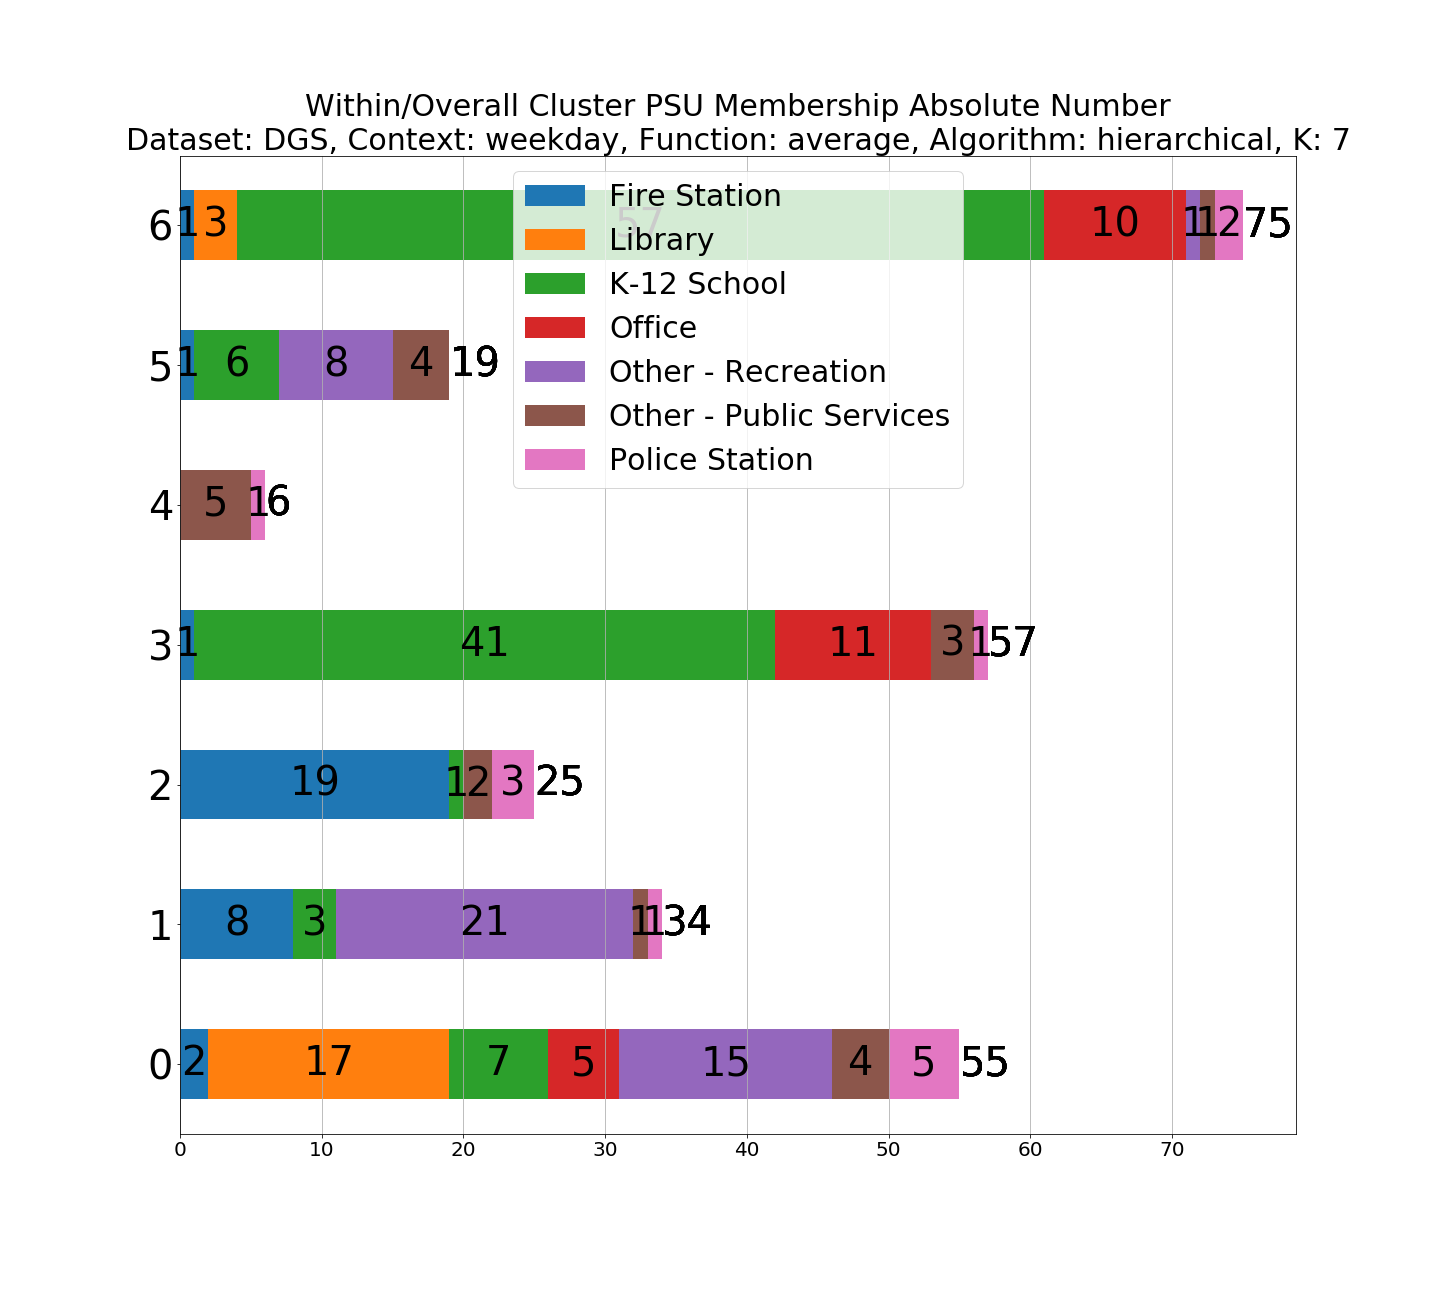 Within/Overall Cluster PSU Membership Absolute Number
Dataset: DGS, Context: weekday, Function: average, Algorithm: hierarchical, K: 7
Fire Station
Library
K-12 School
Office
Other - Recreation
Other - Public Services
Police Station
6 1 3 57 10 1 1 2 75
5 1 6 8 4 19
4 5 1 6
3 1 41 11 3 1 57
2 19 1 2 3 25
1 8 3 21 1 1 34
0 2 17 7 5 15 4 5 55
0 10 20 30 40 50 60 70